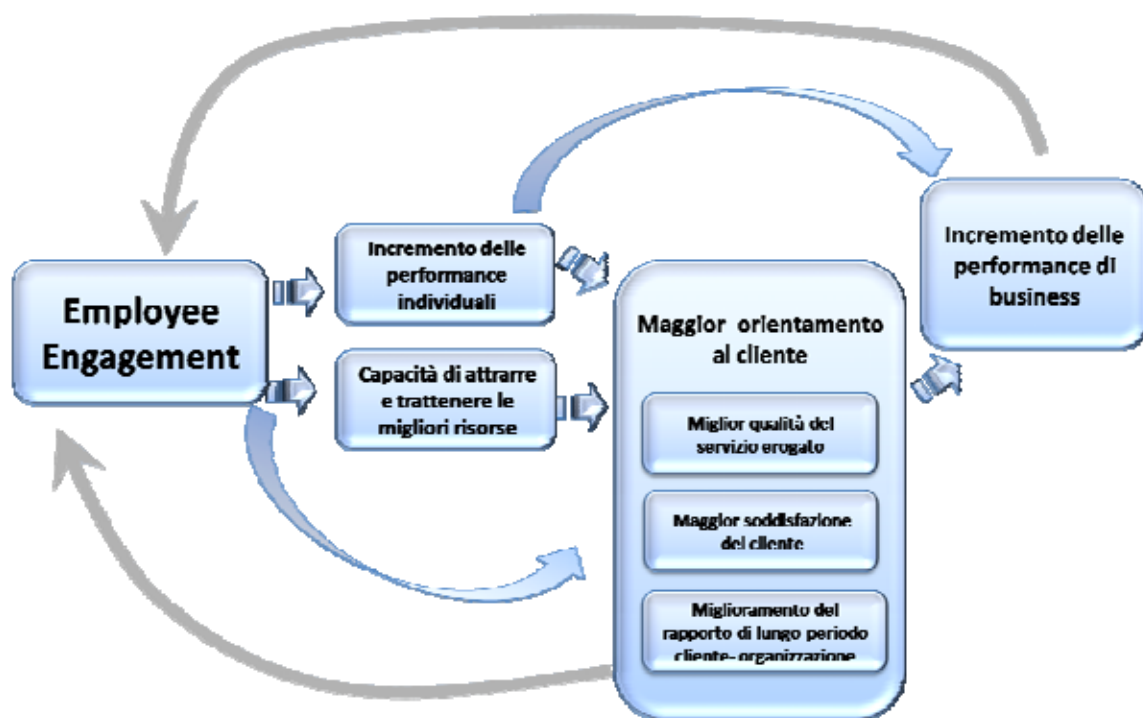 Employee
Engagement
Incremento delle
performance
individuali
Capacità di attrarre
e trattenere le
migliori risorse
Maggior orientamento
al cliente
Miglior qualità del
servizio erogato
Maggior soddisfazione
del cliente
Miglioramento del
rapporto di lungo periodo
cliente- organizzazione
Incremento delle
performance di
business